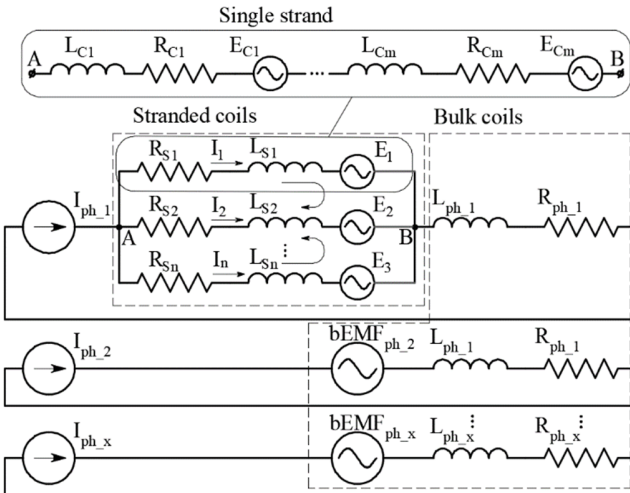 Single strand
A L_C1 R_C1 E_C1 ... L_Cm R_Cm E_Cm B
Stranded coils Bulk coils
R_S1 I_1 L_S1 E_1
I_ph_1 A R_S2 I_2 L_S2 E_2 B L_ph_1 R_ph_1
R_Sn I_n L_Sn E_3
I_ph_2 bEMF_ph_2 L_ph_1 R_ph_1
I_ph_x bEMF_ph_x L_ph_x R_ph_x